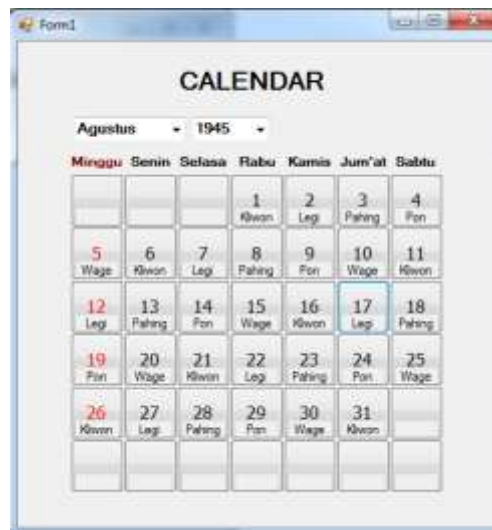 Form1
CALENDAR
Agustus 1945
Minggu Senin Selasa Rabu Kamis Jum'at Sabtu
1 2 3 4
Kliwon Legi Pahing Pon
5 6 7 8 9 10 11
Wage Kliwon Legi Pahing Pon Wage Kliwon
12 13 14 15 16 17 18
Legi Pahing Pon Wage Kliwon Legi Pahing
19 20 21 22 23 24 25
Pon Wage Kliwon Legi Pahing Pon Wage
26 27 28 29 30 31
Kliwon Legi Pahing Pon Wage Kliwon